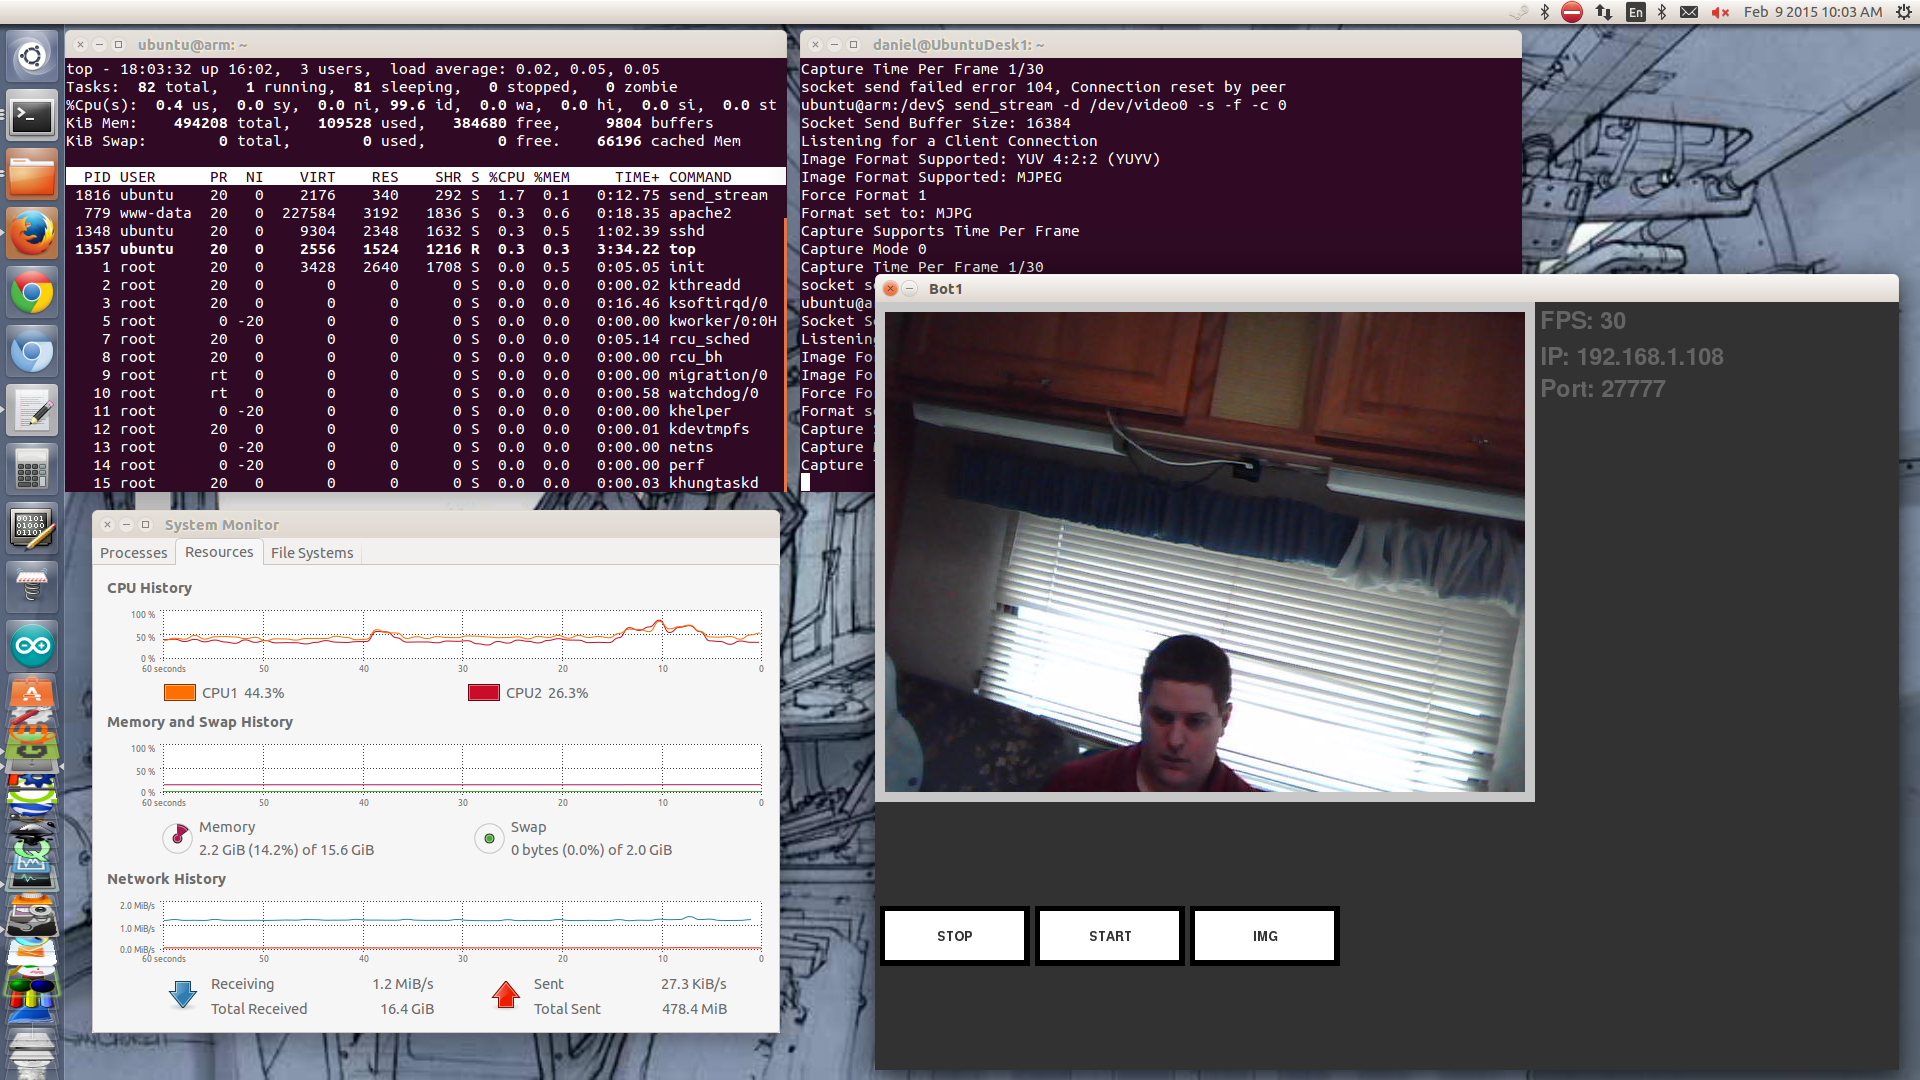 En
Feb 9 2015 10:03 AM
ubuntu@arm: ~
top - 18:03:32 up 16:02, 3 users, load average: 0.02, 0.05, 0.05
Tasks: 82 total, 1 running, 81 sleeping, 0 stopped, 0 zombie
%Cpu(s): 0.4 us, 0.0 sy, 0.0 ni, 99.6 id, 0.0 wa, 0.0 hi, 0.0 si, 0.0 st
KiB Mem: 494208 total, 109528 used, 384680 free, 9804 buffers
KiB Swap: 0 total, 0 used, 0 free. 66196 cached Mem
PID USER PR NI VIRT RES SHR S %CPU %MEM TIME+ COMMAND
1816 ubuntu 20 0 2176 340 292 S 1.7 0.1 0:12.75 send_stream
779 www-data 20 0 227584 3192 1836 S 0.3 0.6 0:18.35 apache2
1348 ubuntu 20 0 9304 2348 1632 S 0.3 0.5 1:02.39 sshd
1357 ubuntu 20 0 2556 1524 1216 R 0.3 0.3 3:34.22 top
1 root 20 0 3428 2640 1708 S 0.0 0.5 0:05.05 init
2 root 20 0 0 0 0 S 0.0 0.0 0:00.02 kthreadd
3 root 20 0 0 0 0 S 0.0 0.0 0:16.46 ksoftirqd/0
5 root 0 -20 0 0 0 S 0.0 0.0 0:00.00 kworker/0:0H
7 root 20 0 0 0 0 S 0.0 0.0 0:05.14 rcu_sched
8 root 20 0 0 0 0 S 0.0 0.0 0:00.00 rcu_bh
9 root rt 0 0 0 0 S 0.0 0.0 0:00.00 migration/0
10 root rt 0 0 0 0 S 0.0 0.0 0:00.58 watchdog/0
11 root 0 -20 0 0 0 S 0.0 0.0 0:00.00 khelper
12 root 20 0 0 0 0 S 0.0 0.0 0:00.01 kdevtmpfs
13 root 0 -20 0 0 0 S 0.0 0.0 0:00.00 netns
14 root 0 -20 0 0 0 S 0.0 0.0 0:00.00 perf
15 root 20 0 0 0 0 S 0.0 0.0 0:00.03 khungtaskd
daniel@UbuntuDesk1: ~
Capture Time Per Frame 1/30
socket send failed error 104, Connection reset by peer
ubuntu@arm:/dev$ send_stream -d /dev/video0 -s -f -c 0
Socket Send Buffer Size: 16384
Listening for a Client Connection
Image Format Supported: YUV 4:2:2 (YUYV)
Image Format Supported: MJPEG
Force Format 1
Format set to: MJPG
Capture Supports Time Per Frame
Capture Mode 0
Capture Time Per Frame 1/30
socket s
ubuntu@a
Socket S
Listenin
Image Fo
Image Fo
Force Fo
Format s
Capture
Capture
Capture
Bot1
FPS: 30
IP: 192.168.1.108
Port: 27777
STOP
START
IMG
System Monitor
Processes
Resources
File Systems
CPU History
100 %
50 %
0 %
60 seconds 50 40 30 20 10 0
CPU1 44.3%
CPU2 26.3%
Memory and Swap History
100 %
50 %
0 %
60 seconds 50 40 30 20 10 0
Memory
2.2 GiB (14.2%) of 15.6 GiB
Swap
0 bytes (0.0%) of 2.0 GiB
Network History
2.0 MiB/s
1.0 MiB/s
0.0 MiB/s
60 seconds 50 40 30 20 10 0
Receiving 1.2 MiB/s
Total Received 16.4 GiB
Sent 27.3 KiB/s
Total Sent 478.4 MiB